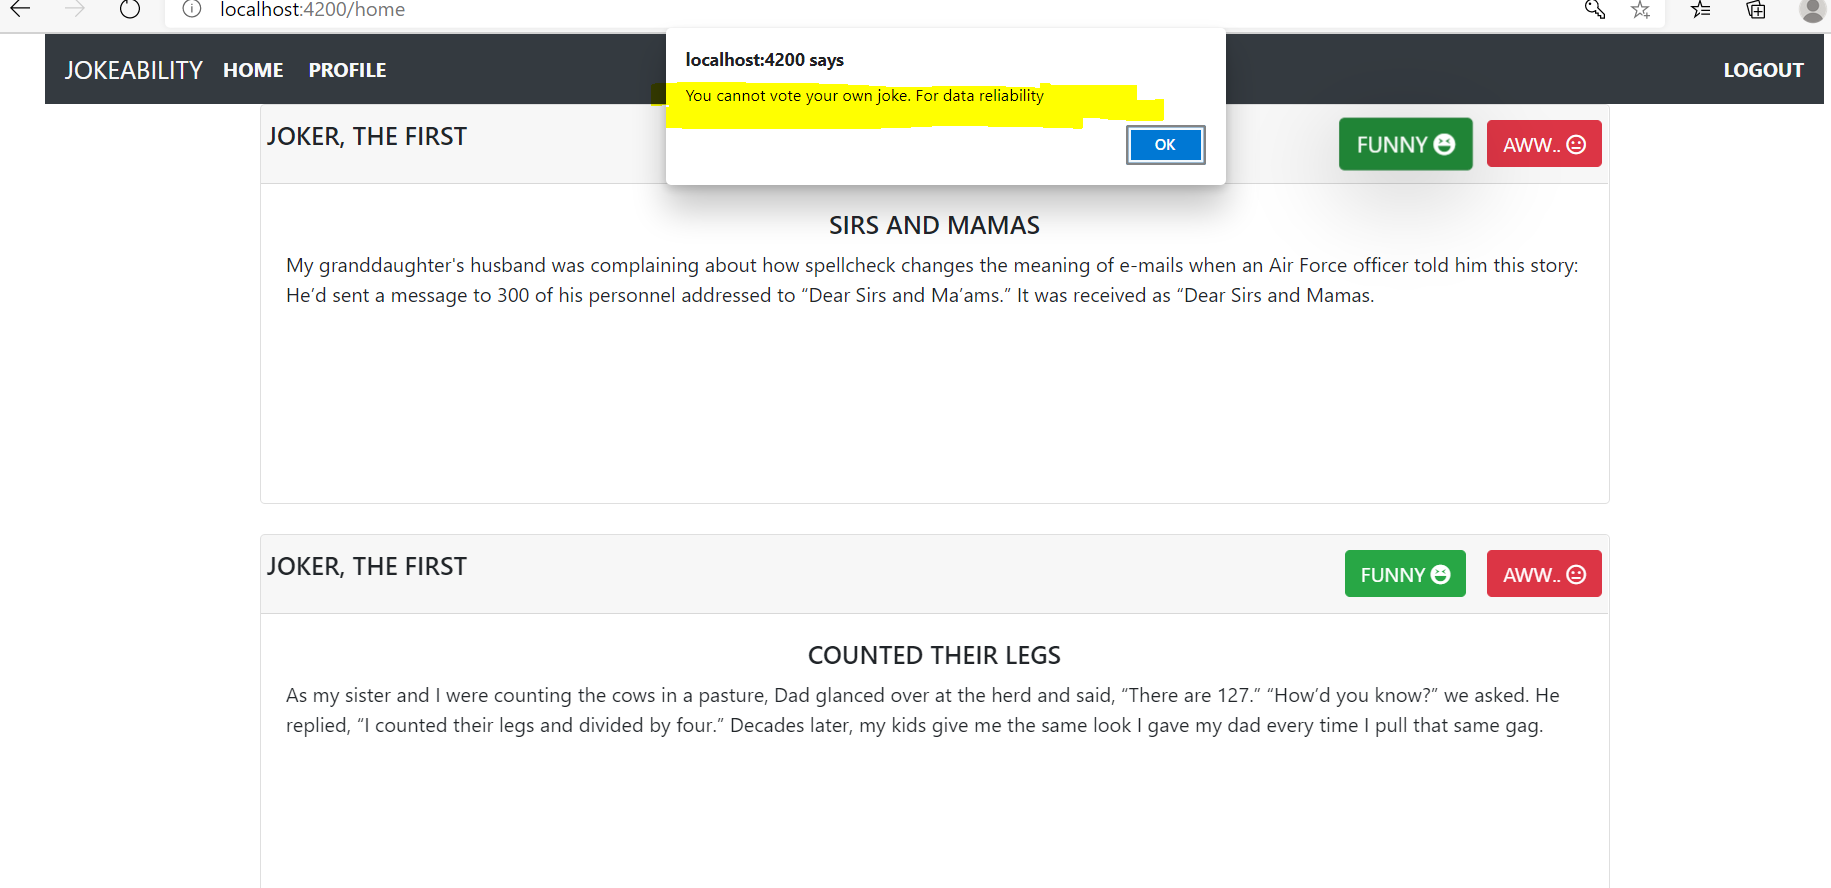 localhost:4200/home
JOKEABILITY HOME PROFILE LOGOUT
localhost:4200 says
You cannot vote your own joke. For data reliability
OK
JOKER, THE FIRST FUNNY AWW..
SIRS AND MAMAS
My granddaughter's husband was complaining about how spellcheck changes the meaning of e-mails when an Air Force officer told him this story:
He’d sent a message to 300 of his personnel addressed to “Dear Sirs and Ma’ams.” It was received as “Dear Sirs and Mamas.
JOKER, THE FIRST FUNNY AWW..
COUNTED THEIR LEGS
As my sister and I were counting the cows in a pasture, Dad glanced over at the herd and said, “There are 127.” “How’d you know?” we asked. He
replied, “I counted their legs and divided by four.” Decades later, my kids give me the same look I gave my dad every time I pull that same gag.